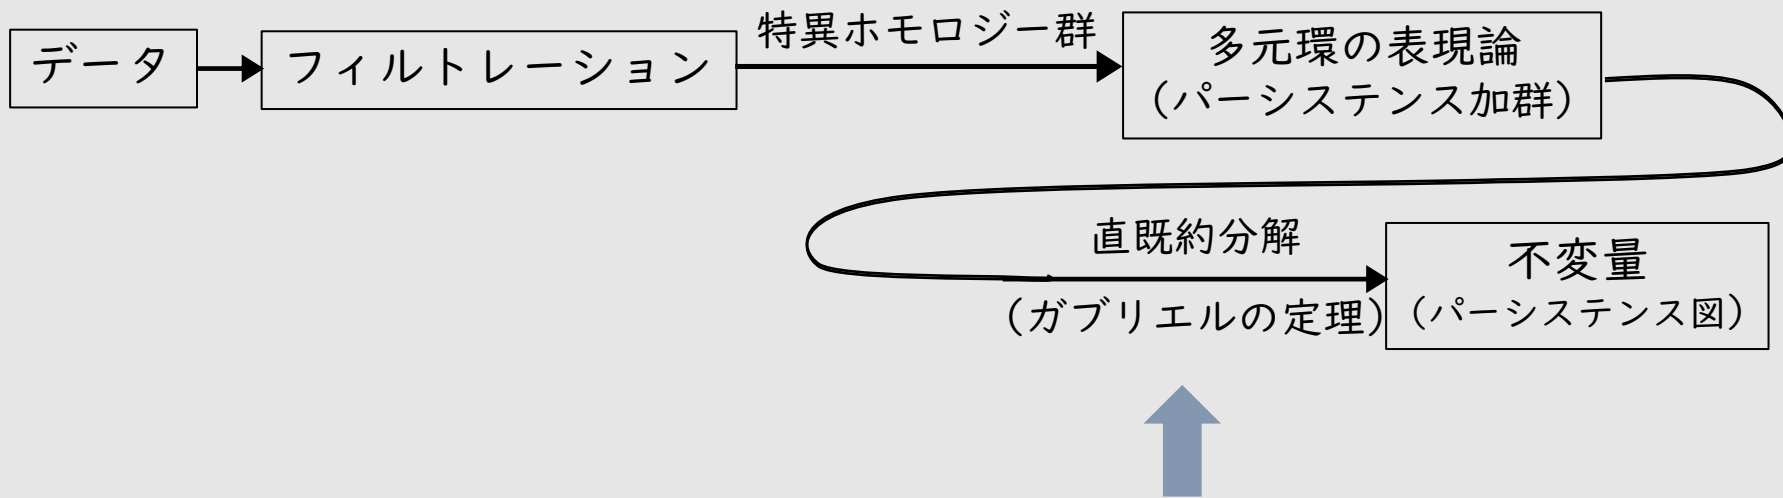 データ
フィルトレーション
特異ホモロジー群
多元環の表現論
(パーシステンス加群)
直既約分解
(ガブリエルの定理)
不変量
(パーシステンス図)